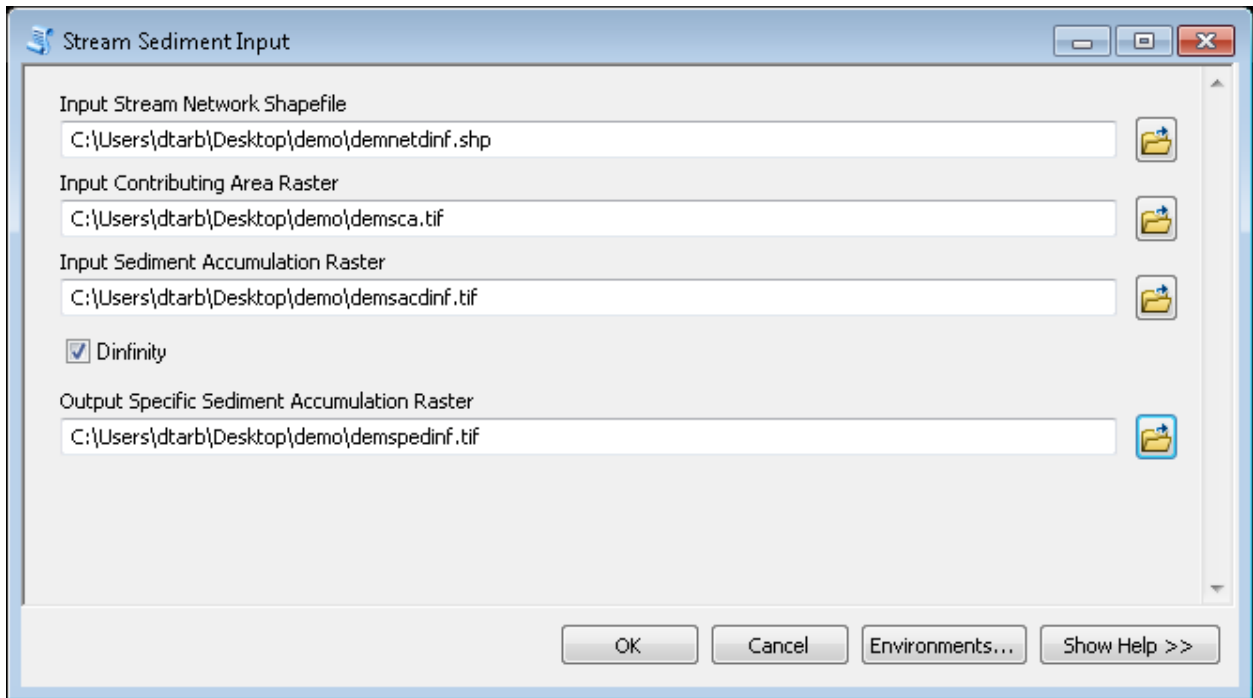 Stream Sediment Input
Input Stream Network Shapefile
C:\Users\dtarb\Desktop\demo\demnetdinf.shp
Input Contributing Area Raster
C:\Users\dtarb\Desktop\demo\demsca.tif
Input Sediment Accumulation Raster
C:\Users\dtarb\Desktop\demo\demsacdinf.tif
Dinfinity
Output Specific Sediment Accumulation Raster
C:\Users\dtarb\Desktop\demo\demspedinf.tif
OK Cancel Environments... Show Help >>